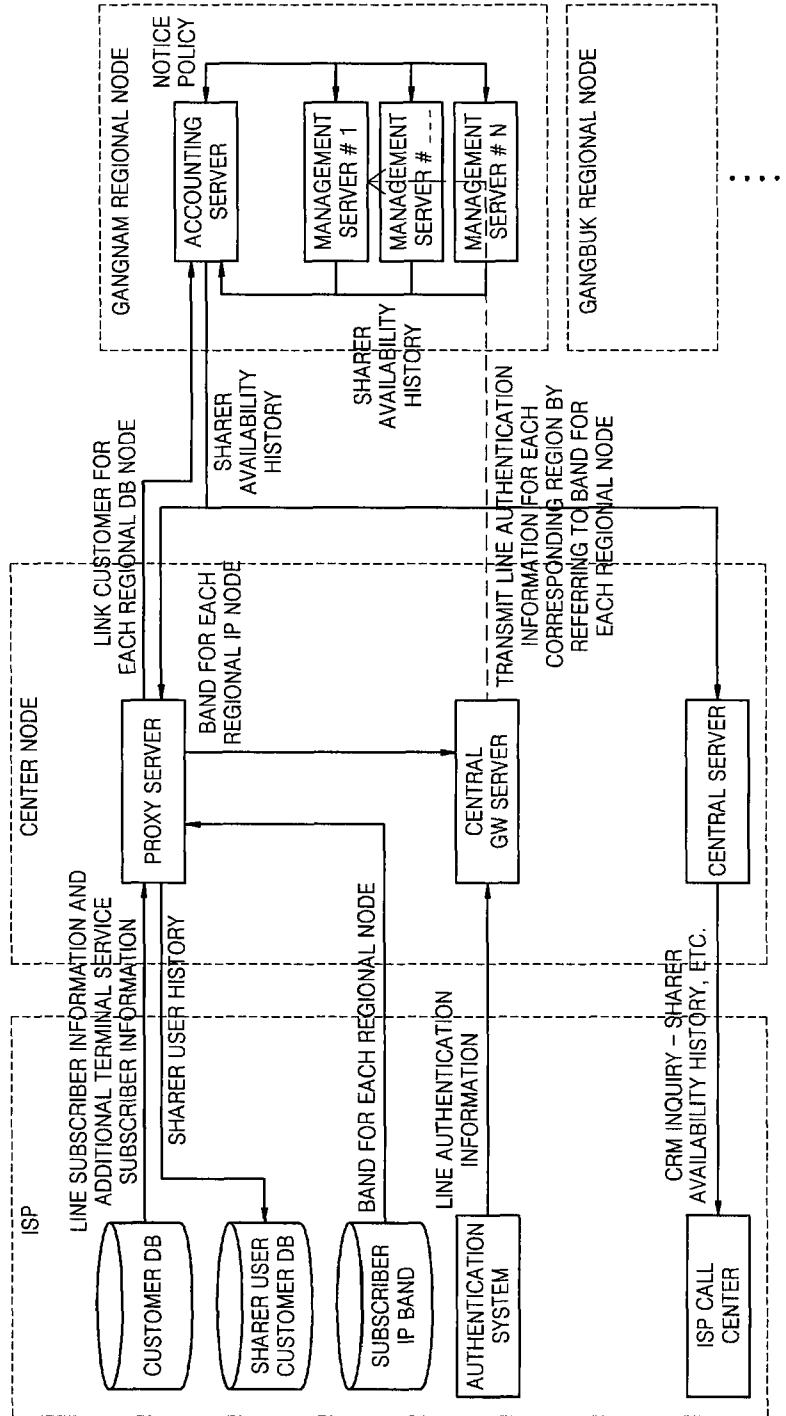 ISP
CUSTOMER DB
SHARER USER
CUSTOMER DB
SUBSCRIBER
IP BAND
AUTHENTICATION
SYSTEM
ISP CALL
CENTER
LINE SUBSCRIBER INFORMATION AND
ADDITIONAL TERMINAL SERVICE
SUBSCRIBER INFORMATION
SHARER USER HISTORY
BAND FOR EACH REGIONAL NODE
LINE AUTHENTICATION
INFORMATION
CRM INQUIRY – SHARER
AVAILABILITY HISTORY, ETC.
CENTER NODE
PROXY SERVER
CENTRAL
GW SERVER
CENTRAL SERVER
LINK CUSTOMER FOR
EACH REGIONAL DB NODE
BAND FOR EACH
REGIONAL IP NODE
SHARER
AVAILABILITY
HISTORY
TRANSMIT LINE AUTHENTICATION
INFORMATION FOR EACH
CORRESPONDING REGION BY
REFERRING TO BAND FOR
EACH REGIONAL NODE
GANGNAM REGIONAL NODE
NOTICE
POLICY
ACCOUNTING
SERVER
MANAGEMENT
SERVER # 1
MANAGEMENT
SERVER # ---
MANAGEMENT
SERVER # N
SHARER
AVAILABILITY
HISTORY
GANGBUK REGIONAL NODE
....